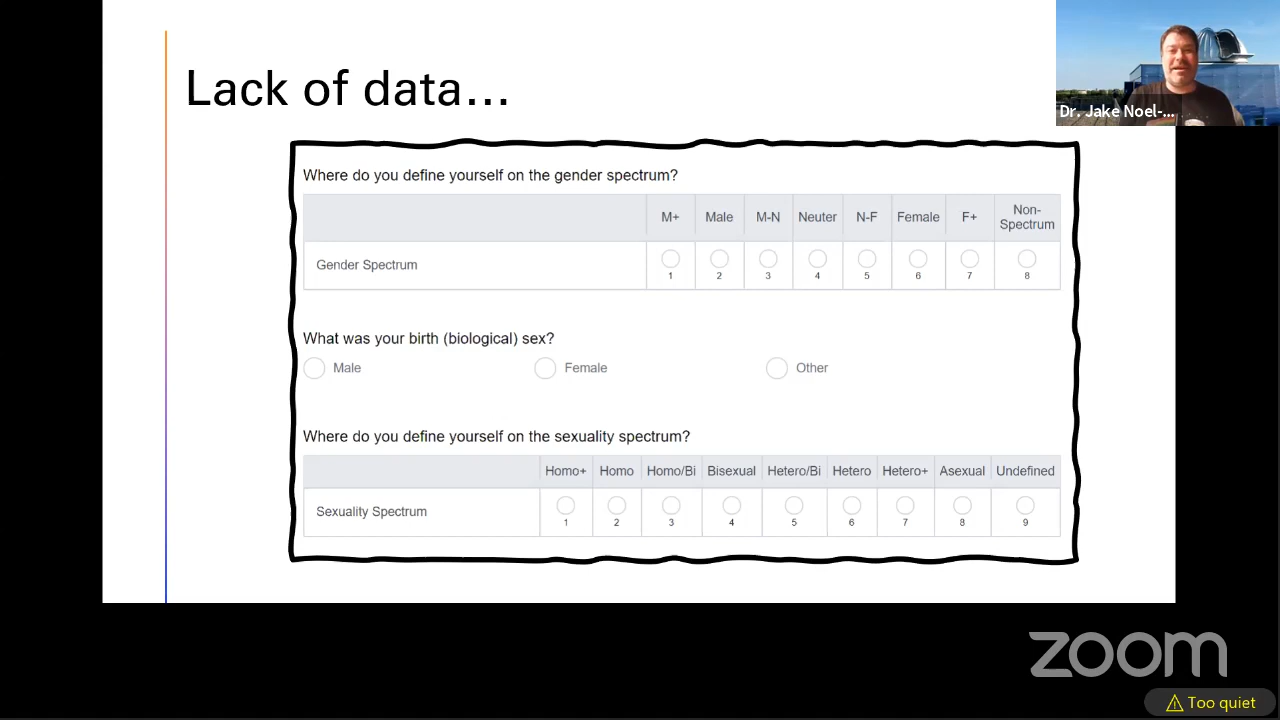 Lack of data...
Dr. Jake Noel-...
Where do you define yourself on the gender spectrum?
M+ Male M-N Neuter N-F Female F+ Non-Spectrum
Gender Spectrum
1 2 3 4 5 6 7 8
What was your birth (biological) sex?
Male Female Other
Where do you define yourself on the sexuality spectrum?
Homo+ Homo Homo/Bi Bisexual Hetero/Bi Hetero Hetero+ Asexual Undefined
Sexuality Spectrum
1 2 3 4 5 6 7 8 9
zoom
Too quiet